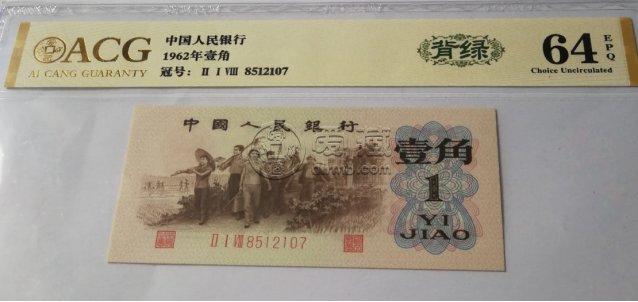 ACG
AI CANG GUARANTY
中国人民银行
1962年壹角
冠号: II I VIII 8512107
背绿
64
EPQ
Choice Uncirculated
中國人民銀行
壹角
1
YI
JIAO
II I VIII 8512107